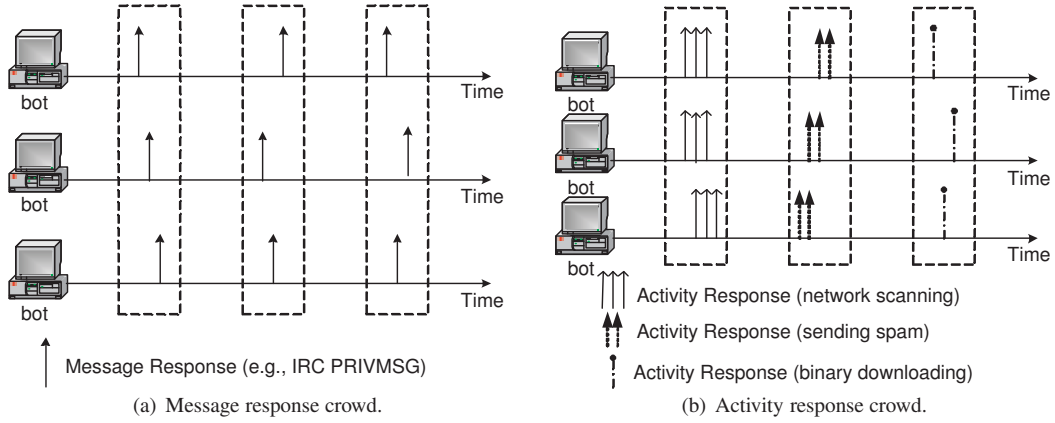 Time
bot
Time
bot
Time
bot
Message Response (e.g., IRC PRIVMSG)
(a) Message response crowd.
Time
bot
Time
bot
Time
bot
Activity Response (network scanning)
Activity Response (sending spam)
Activity Response (binary downloading)
(b) Activity response crowd.